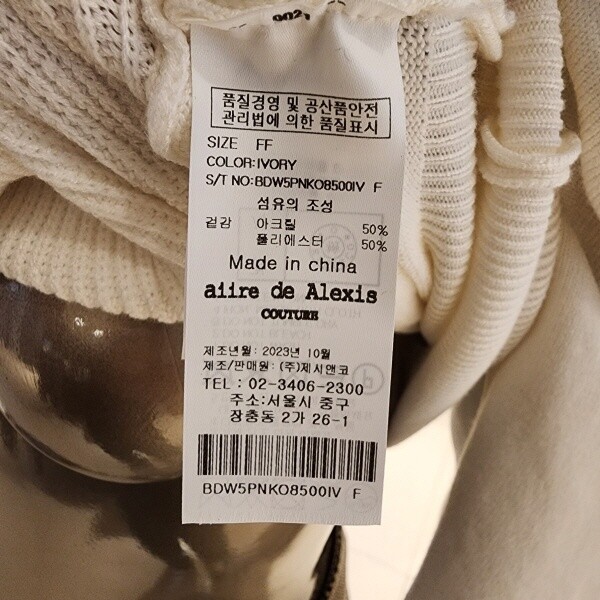 9021
품질경영 및 공산품안전
관리법에 의한 품질표시
SIZE FF
COLOR:IVORY
S/T NO:BDW5PNKO8500IV F
섬유의 조성
겉감 아크릴 50%
폴리에스터 50%
Made in china
aiire de Alexis
COUTURE
제조년월: 2023년 10월
제조/판매원: (주)제시앤코
TEL : 02-3406-2300
주소:서울시 중구
장충동 2가 26-1
BDW5PNKO8500IV F